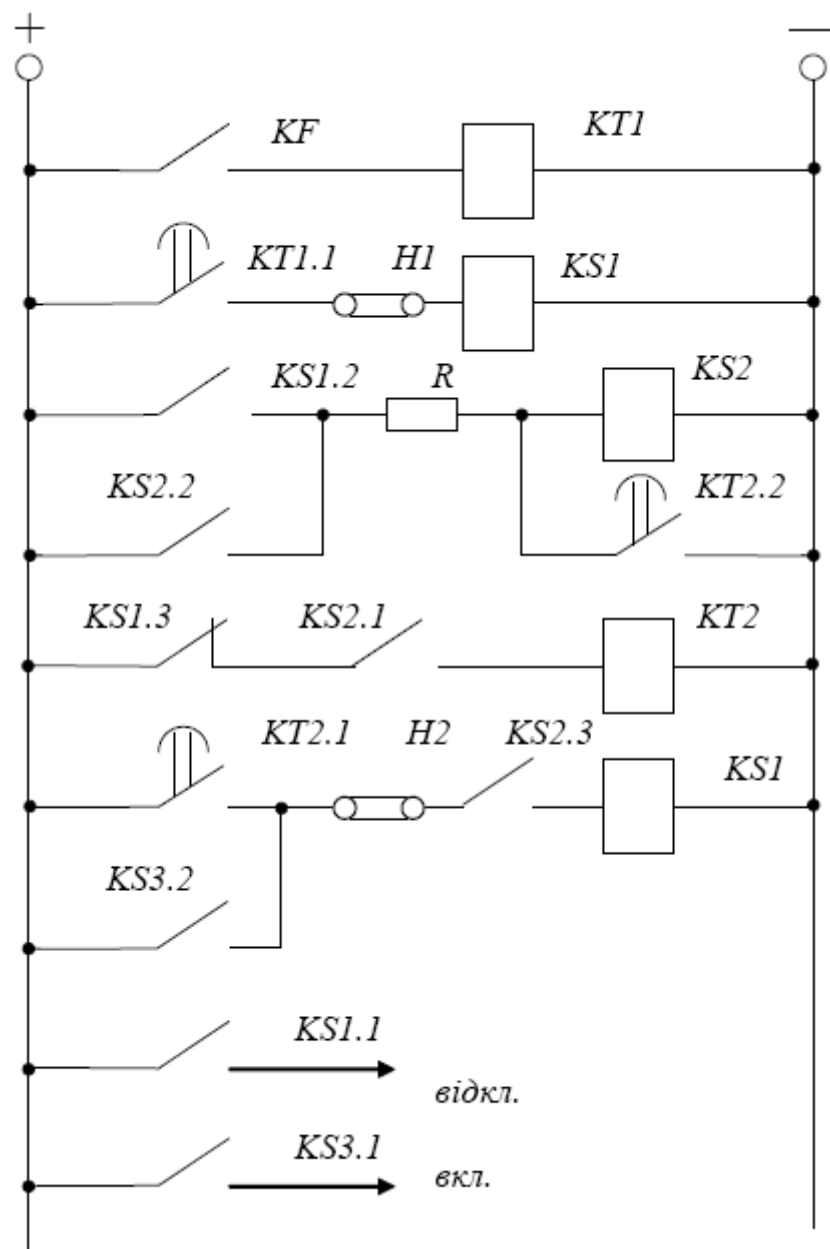 + —
KF KT1
KT1.1 H1 KS1
KS1.2 R KS2
KS2.2 KT2.2
KS1.3 KS2.1 KT2
KT2.1 H2 KS2.3 KS1
KS3.2
KS1.1
відкл.
KS3.1
вкл.